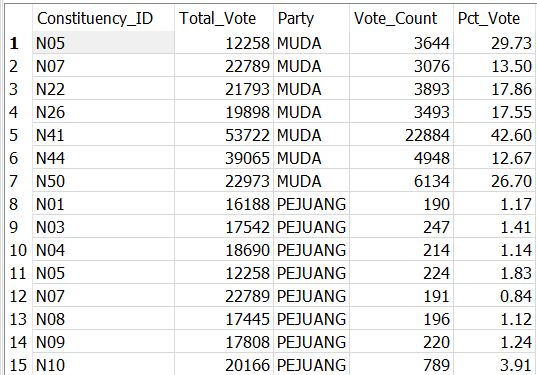 Constituency_ID Total_Vote Party Vote_Count Pct_Vote
1 N05 12258 MUDA 3644 29.73
2 N07 22789 MUDA 3076 13.50
3 N22 21793 MUDA 3893 17.86
4 N26 19898 MUDA 3493 17.55
5 N41 53722 MUDA 22884 42.60
6 N44 39065 MUDA 4948 12.67
7 N50 22973 MUDA 6134 26.70
8 N01 16188 PEJUANG 190 1.17
9 N03 17542 PEJUANG 247 1.41
10 N04 18690 PEJUANG 214 1.14
11 N05 12258 PEJUANG 224 1.83
12 N07 22789 PEJUANG 191 0.84
13 N08 17445 PEJUANG 196 1.12
14 N09 17808 PEJUANG 220 1.24
15 N10 20166 PEJUANG 789 3.91